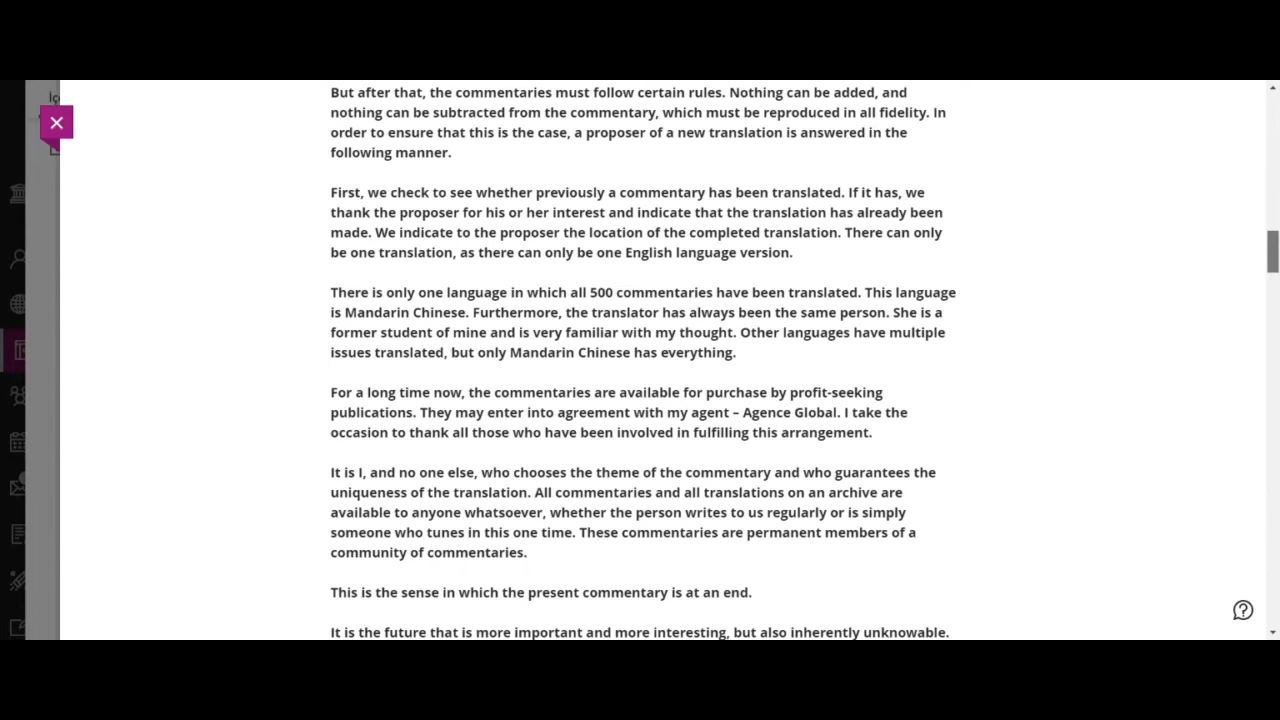 İç
But after that, the commentaries must follow certain rules. Nothing can be added, and
nothing can be subtracted from the commentary, which must be reproduced in all fidelity. In
order to ensure that this is the case, a proposer of a new translation is answered in the
following manner.
First, we check to see whether previously a commentary has been translated. If it has, we
thank the proposer for his or her interest and indicate that the translation has already been
made. We indicate to the proposer the location of the completed translation. There can only
be one translation, as there can only be one English language version.
There is only one language in which all 500 commentaries have been translated. This language
is Mandarin Chinese. Furthermore, the translator has always been the same person. She is a
former student of mine and is very familiar with my thought. Other languages have multiple
issues translated, but only Mandarin Chinese has everything.
For a long time now, the commentaries are available for purchase by profit-seeking
publications. They may enter into agreement with my agent – Agence Global. I take the
occasion to thank all those who have been involved in fulfilling this arrangement.
It is I, and no one else, who chooses the theme of the commentary and who guarantees the
uniqueness of the translation. All commentaries and all translations on an archive are
available to anyone whatsoever, whether the person writes to us regularly or is simply
someone who tunes in this one time. These commentaries are permanent members of a
community of commentaries.
This is the sense in which the present commentary is at an end.
It is the future that is more important and more interesting, but also inherently unknowable.